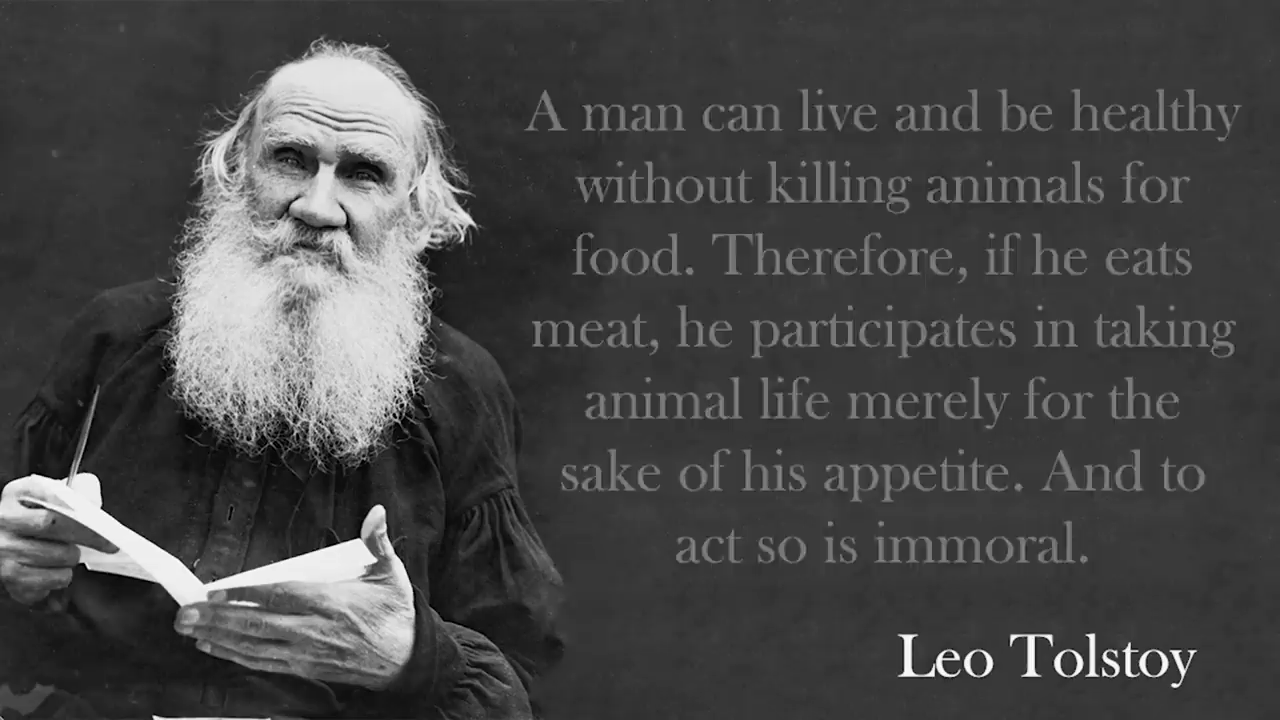 A man can live and be healthy
without killing animals for
food. Therefore, if he eats
meat, he participates in taking
animal life merely for the
sake of his appetite. And to
act so is immoral.
Leo Tolstoy